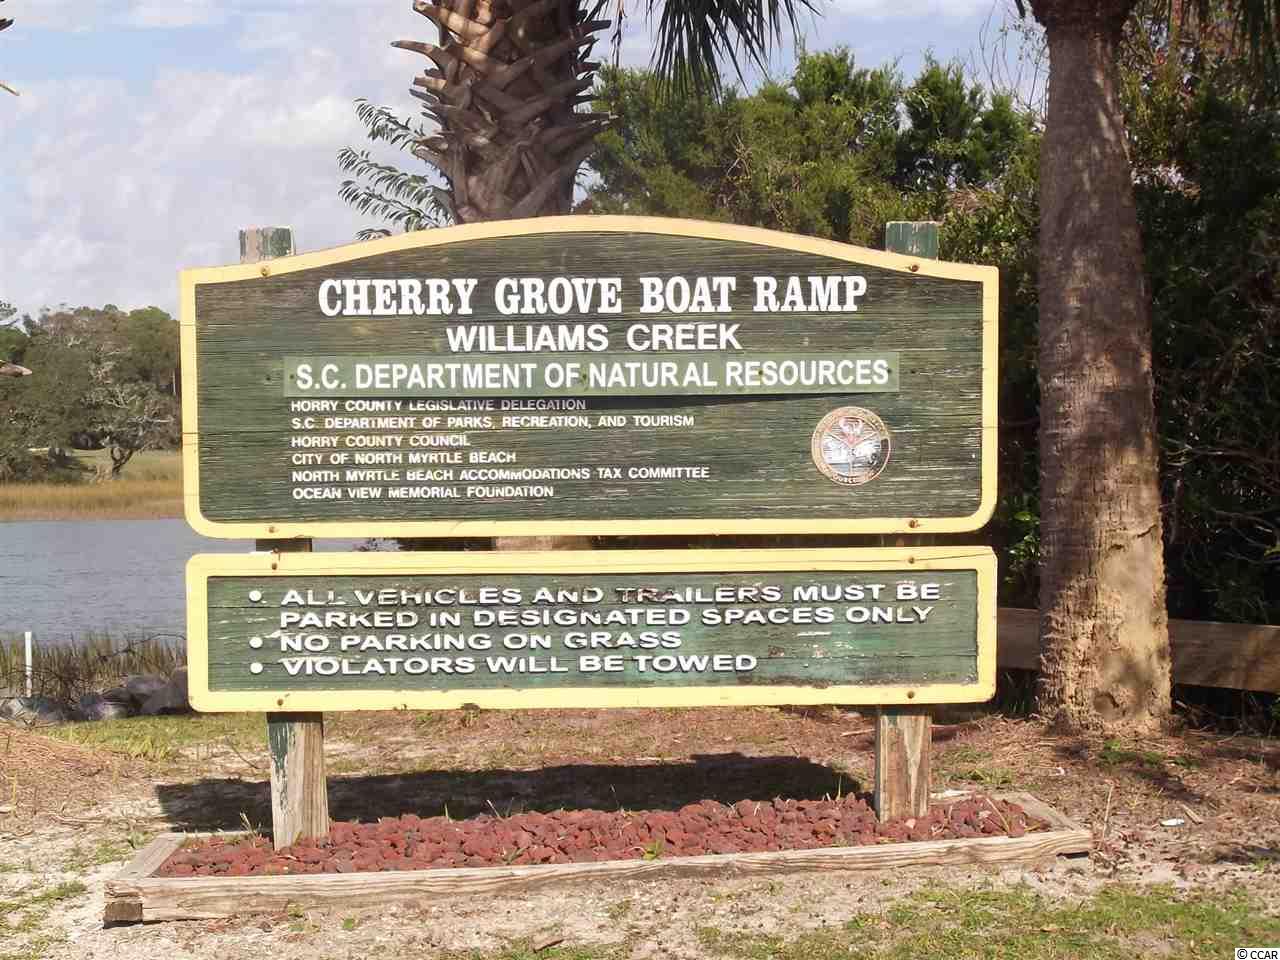 CHERRY GROVE BOAT RAMP
WILLIAMS CREEK
S.C. DEPARTMENT OF NATURAL RESOURCES
HORRY COUNTY LEGISLATIVE DELEGATION
S.C. DEPARTMENT OF PARKS, RECREATION, AND TOURISM
HORRY COUNTY COUNCIL
CITY OF NORTH MYRTLE BEACH
NORTH MYRTLE BEACH ACCOMMODATIONS TAX COMMITTEE
OCEAN VIEW MEMORIAL FOUNDATION
• ALL VEHICLES AND TRAILERS MUST BE
PARKED IN DESIGNATED SPACES ONLY
• NO PARKING ON GRASS
• VIOLATORS WILL BE TOWED
© CCAR